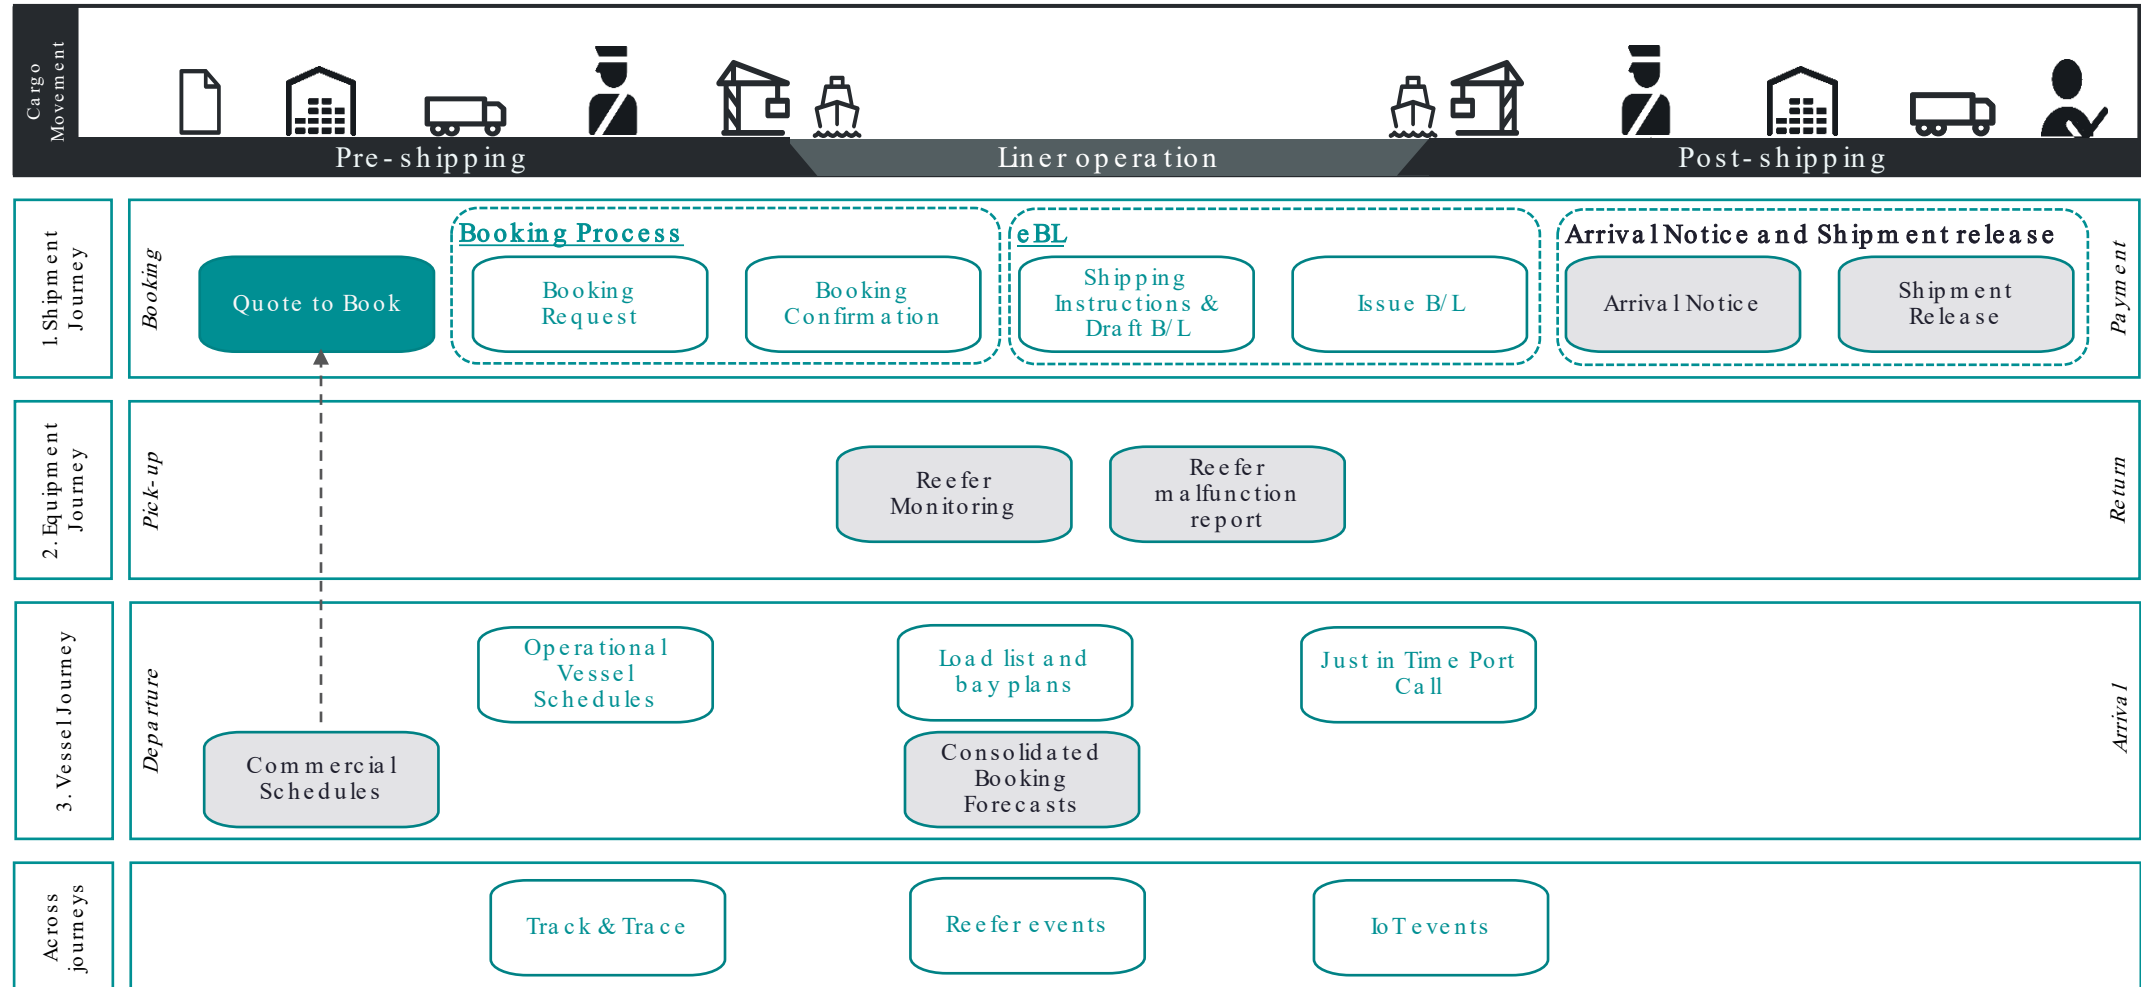 Cargo
Movement
Pre-shipping
Liner operation
Post-shipping
1. Shipment
Journey
Booking
Quote to Book
Booking Process
Booking
Request
Booking
Confirmation
eBL
Shipping
Instructions &
Draft B/L
Issue B/L
Arrival Notice and Shipment release
Arrival Notice
Shipment
Release
Payment
2. Equipment
Journey
Pick-up
Reefer
Monitoring
Reefer
malfunction
report
Return
3. Vessel Journey
Departure
Operational
Vessel
Schedules
Load list and
bay plans
Just in Time Port
Call
Commercial
Schedules
Consolidated
Booking
Forecasts
Arrival
Across
journeys
Track & Trace
Reefer events
IoT events